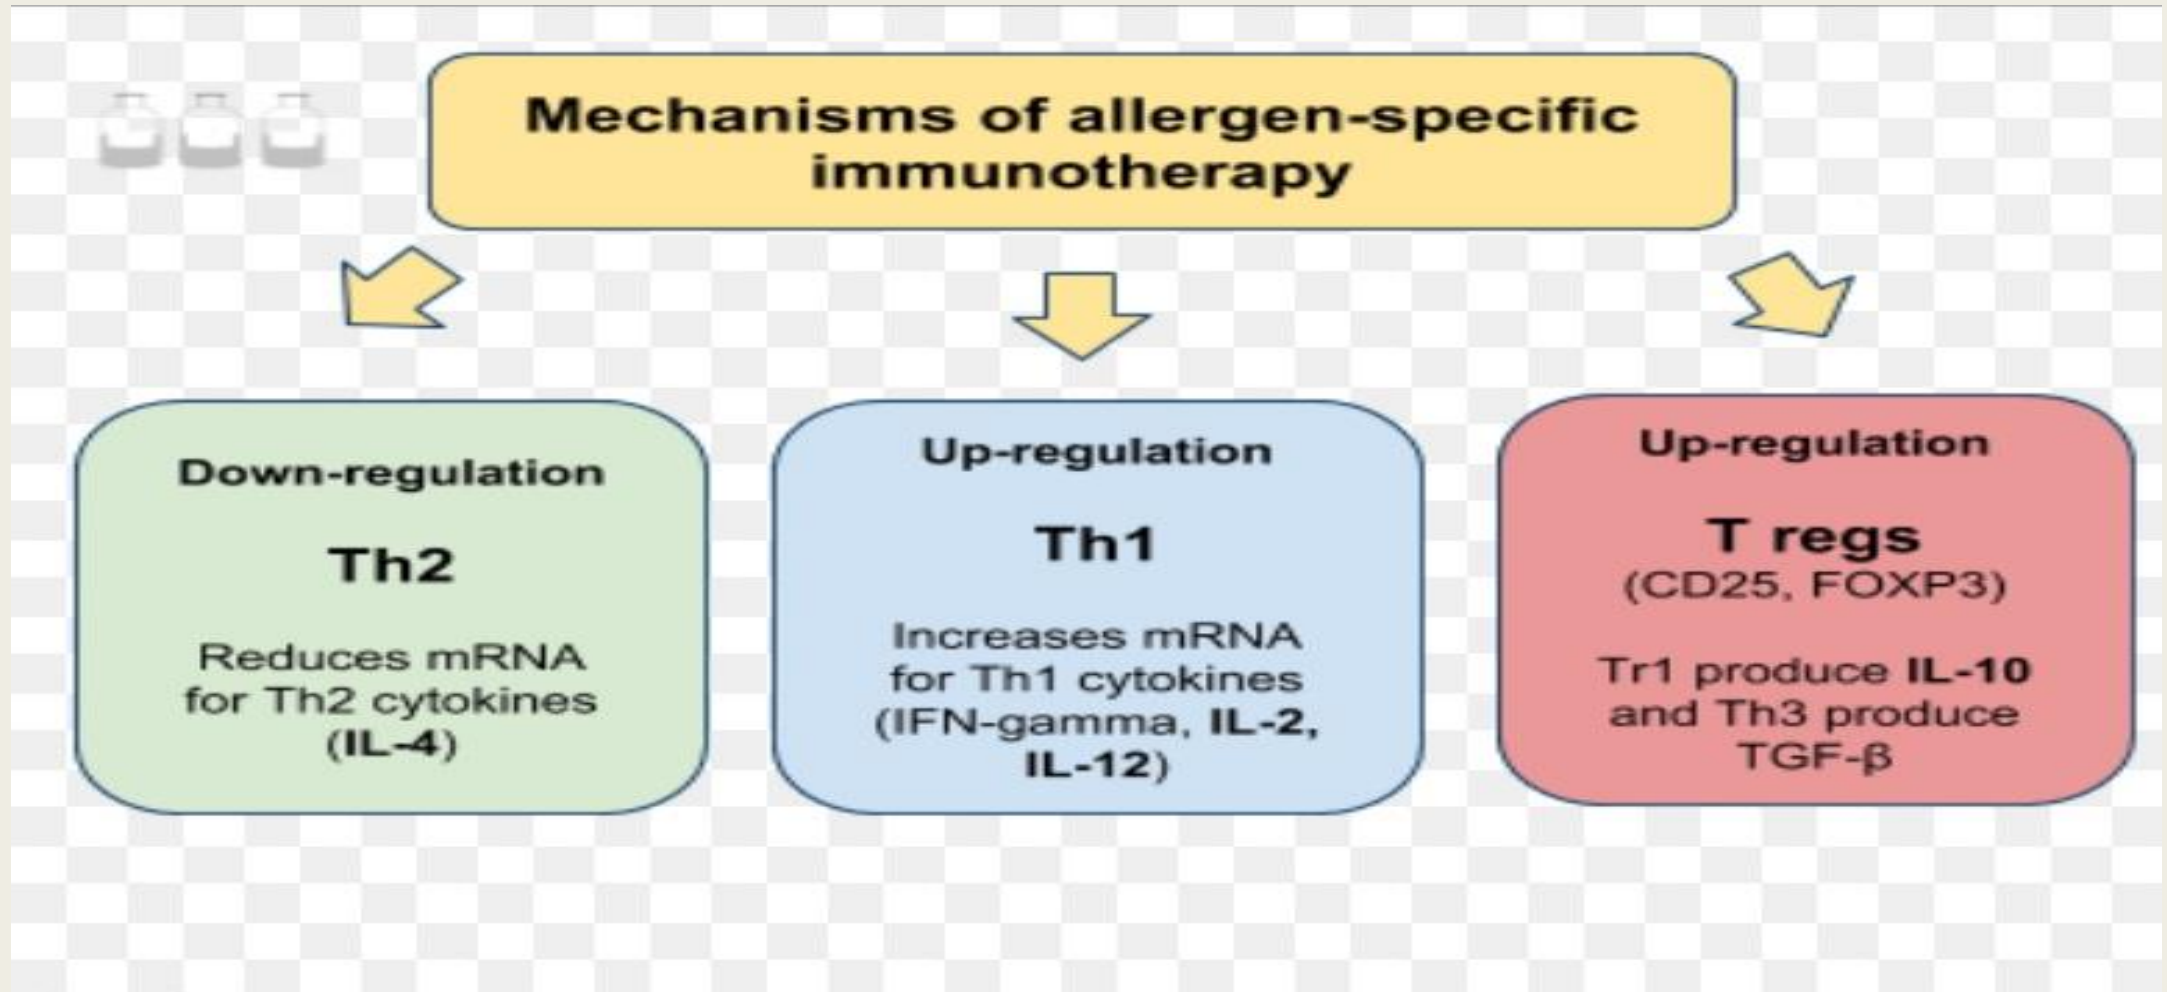 Mechanisms of allergen-specific
immunotherapy
Down-regulation
Th2
Reduces mRNA
for Th2 cytokines
(IL-4)
Up-regulation
Th1
Increases mRNA
for Th1 cytokines
(IFN-gamma, IL-2,
IL-12)
Up-regulation
T regs
(CD25, FOXP3)
Tr1 produce IL-10
and Th3 produce
TGF-β